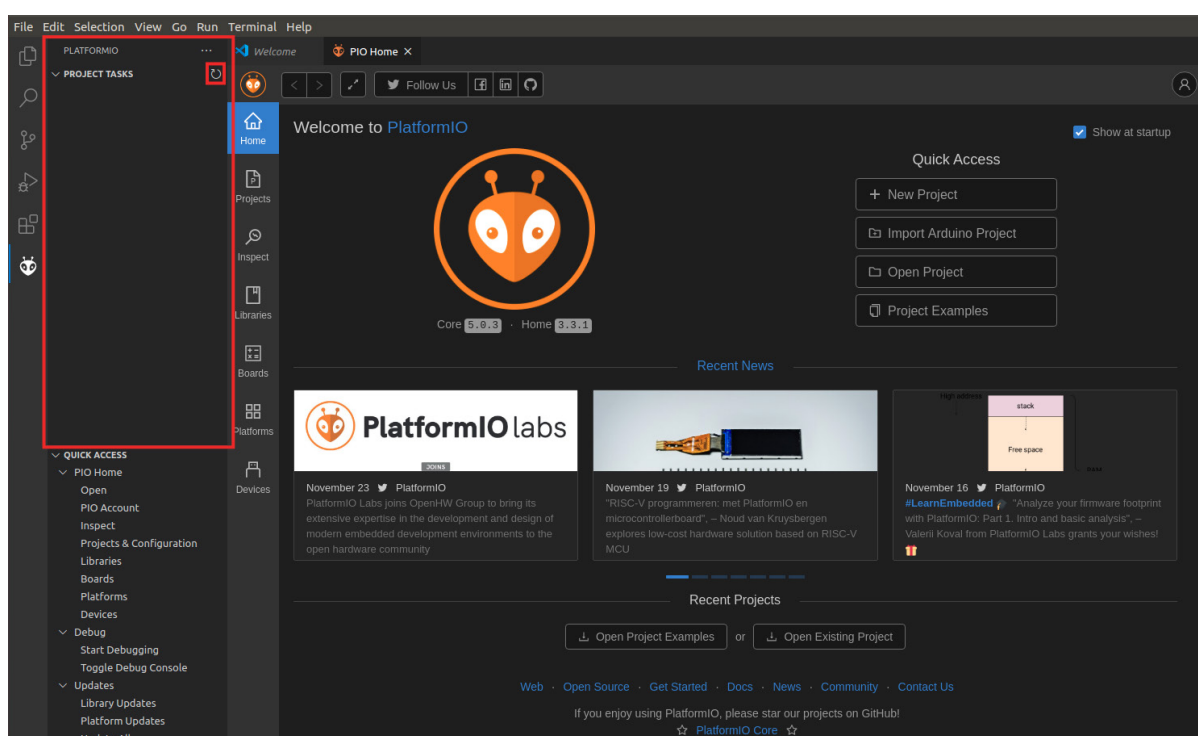 File Edit Selection View Go Run Terminal Help
PLATFORMIO ···
PROJECT TASKS
Welcome
PIO Home ×
Follow Us
Home
Projects
Inspect
Libraries
Boards
Platforms
Devices
Welcome to PlatformIO
Show at startup
Core 5.0.3 · Home 3.3.1
Quick Access
+ New Project
Import Arduino Project
Open Project
Project Examples
Recent News
PlatformIO labs
JOINS
November 23 PlatformIO
PlatformIO Labs joins OpenHW Group to bring its
extensive expertise in the development and design of
modern embedded development environments to the
open hardware community
November 19 PlatformIO
"RISC-V programmeren: met PlatformIO en
microcontrollerboard", – Noud van Kruysbergen
explores low-cost hardware solution based on RISC-V
MCU
High address
stack
Free space
November 16 PlatformIO
#LearnEmbedded "Analyze your firmware footprint
with PlatformIO: Part 1. Intro and basic analysis", –
Valerii Koval from PlatformIO Labs grants your wishes!
Recent Projects
Open Project Examples or Open Existing Project
Web · Open Source · Get Started · Docs · News · Community · Contact Us
If you enjoy using PlatformIO, please star our projects on GitHub!
☆ PlatformIO Core ☆
QUICK ACCESS
PIO Home
Open
PIO Account
Inspect
Projects & Configuration
Libraries
Boards
Platforms
Devices
Debug
Start Debugging
Toggle Debug Console
Updates
Library Updates
Platform Updates